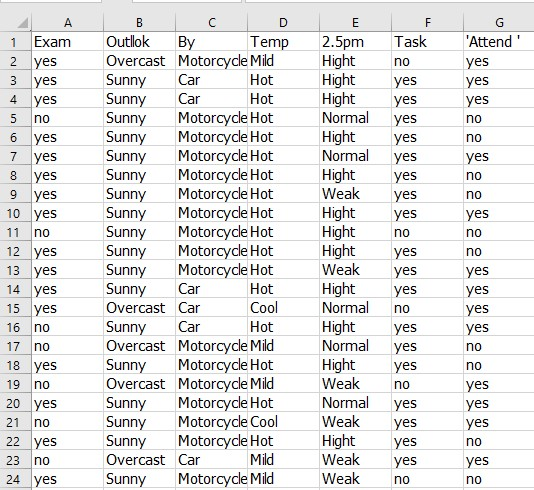 A B C D E F G
1 Exam Outllok By Temp 2.5pm Task 'Attend '
2 yes Overcast Motorcycle Mild Hight no yes
3 yes Sunny Car Hot Hight yes yes
4 yes Sunny Car Hot Hight yes yes
5 no Sunny Motorcycle Hot Normal yes no
6 yes Sunny Motorcycle Hot Hight yes no
7 yes Sunny Motorcycle Hot Normal yes yes
8 yes Sunny Motorcycle Hot Hight yes no
9 yes Sunny Motorcycle Hot Weak yes no
10 yes Sunny Motorcycle Hot Hight yes yes
11 no Sunny Motorcycle Hot Hight no no
12 yes Sunny Motorcycle Hot Hight yes no
13 yes Sunny Motorcycle Hot Weak yes yes
14 yes Sunny Car Hot Hight yes yes
15 yes Overcast Car Cool Normal no yes
16 no Sunny Car Hot Hight yes yes
17 no Overcast Motorcycle Mild Normal yes no
18 yes Sunny Motorcycle Hot Hight yes no
19 no Overcast Motorcycle Mild Weak no yes
20 yes Sunny Motorcycle Hot Normal yes yes
21 no Sunny Motorcycle Cool Weak yes yes
22 yes Sunny Motorcycle Hot Hight yes no
23 no Overcast Car Mild Weak yes yes
24 yes Sunny Motorcycle Mild Weak no no